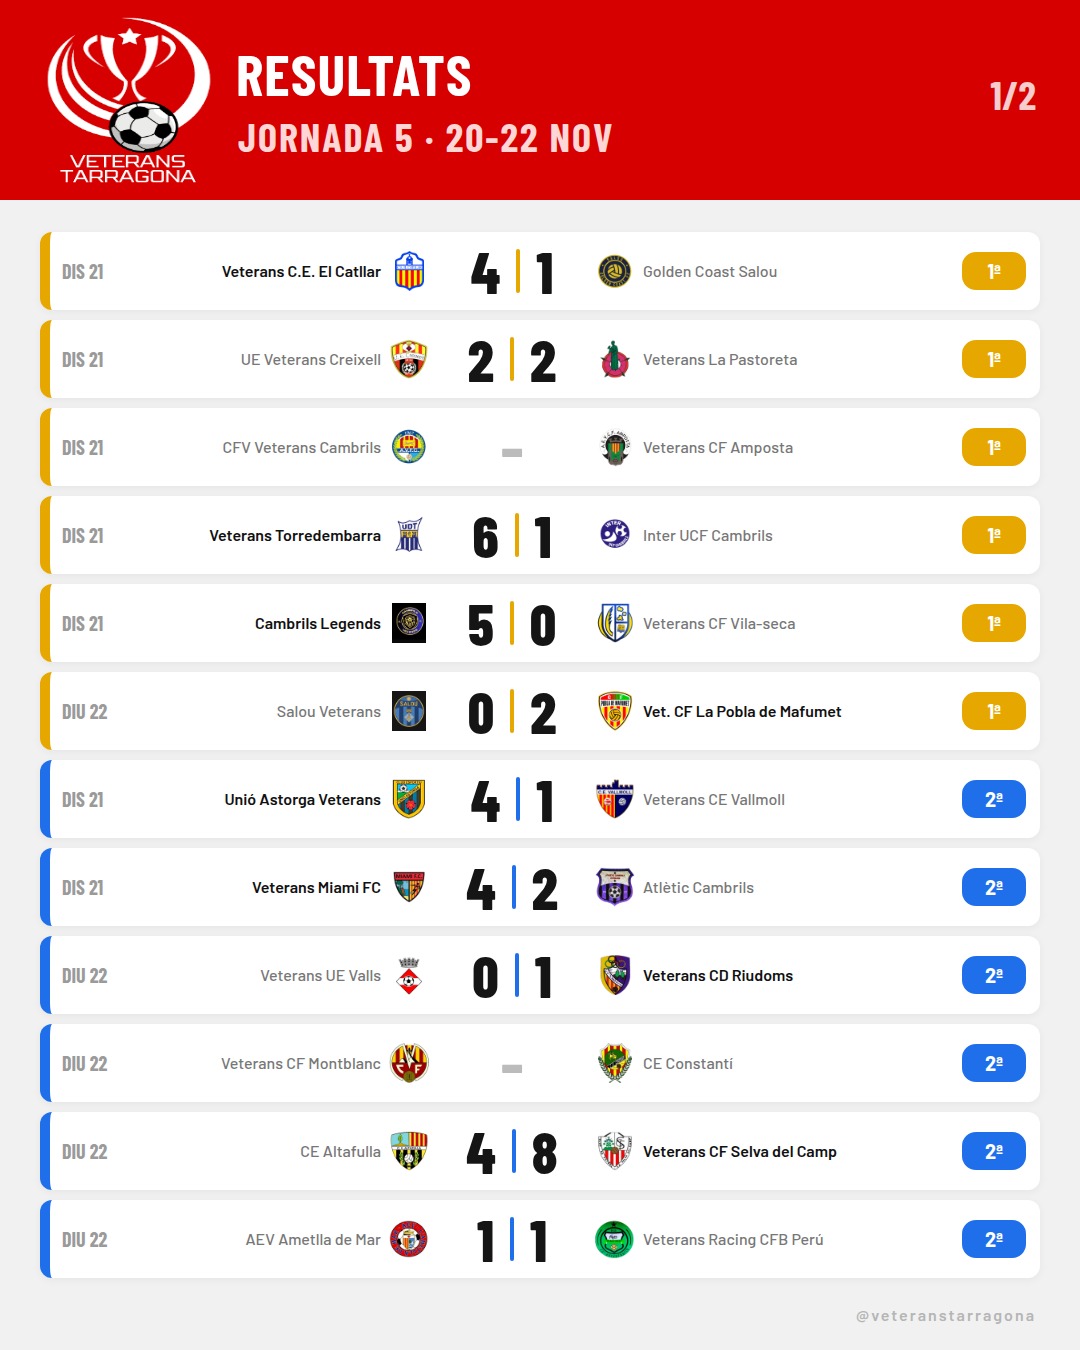 VETERANS
TARRAGONA
RESULTATS
JORNADA 5 · 20-22 NOV
1/2
DIS 21 Veterans C.E. El Catllar 4 1 Golden Coast Salou 1ª
DIS 21 UE Veterans Creixell 2 2 Veterans La Pastoreta 1ª
DIS 21 CFV Veterans Cambrils - Veterans CF Amposta 1ª
DIS 21 Veterans Torredembarra 6 1 Inter UCF Cambrils 1ª
DIS 21 Cambrils Legends 5 0 Veterans CF Vila-seca 1ª
DIU 22 Salou Veterans 0 2 Vet. CF La Pobla de Mafumet 1ª
DIS 21 Unió Astorga Veterans 4 1 Veterans CE Vallmoll 2ª
DIS 21 Veterans Miami FC 4 2 Atlètic Cambrils 2ª
DIU 22 Veterans UE Valls 0 1 Veterans CD Riudoms 2ª
DIU 22 Veterans CF Montblanc - CE Constantí 2ª
DIU 22 CE Altafulla 4 8 Veterans CF Selva del Camp 2ª
DIU 22 AEV Ametlla de Mar 1 1 Veterans Racing CFB Perú 2ª
@veteranstarragona